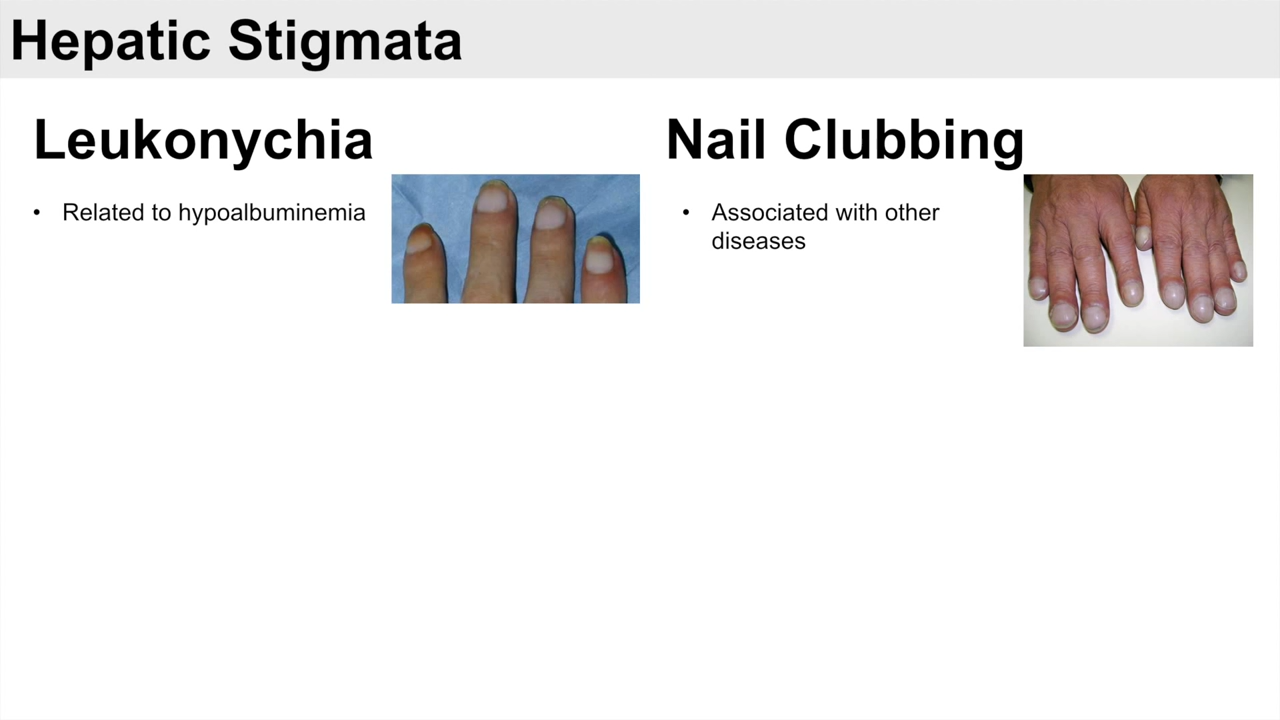 Hepatic Stigmata
Leukonychia
• Related to hypoalbuminemia
Nail Clubbing
• Associated with other
diseases